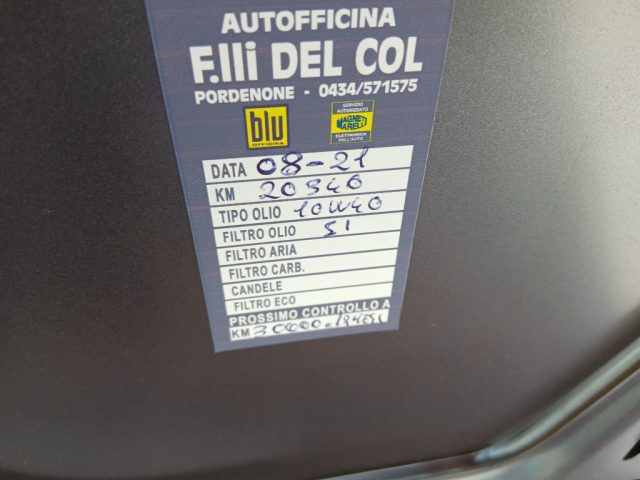 AUTOFFICINA
F.lli DEL COL
PORDENONE - 0434/571575
blu
OFFICINA
SERVIZIO
AUTORIZZATO
MAGNETI
MARELLI
ELETTRONICA
DELL'AUTO
DATA 08-21
KM 20340
TIPO OLIO 10W40
FILTRO OLIO SI
FILTRO ARIA
FILTRO CARB.
CANDELE
FILTRO ECO
PROSSIMO CONTROLLO A
KM 30000